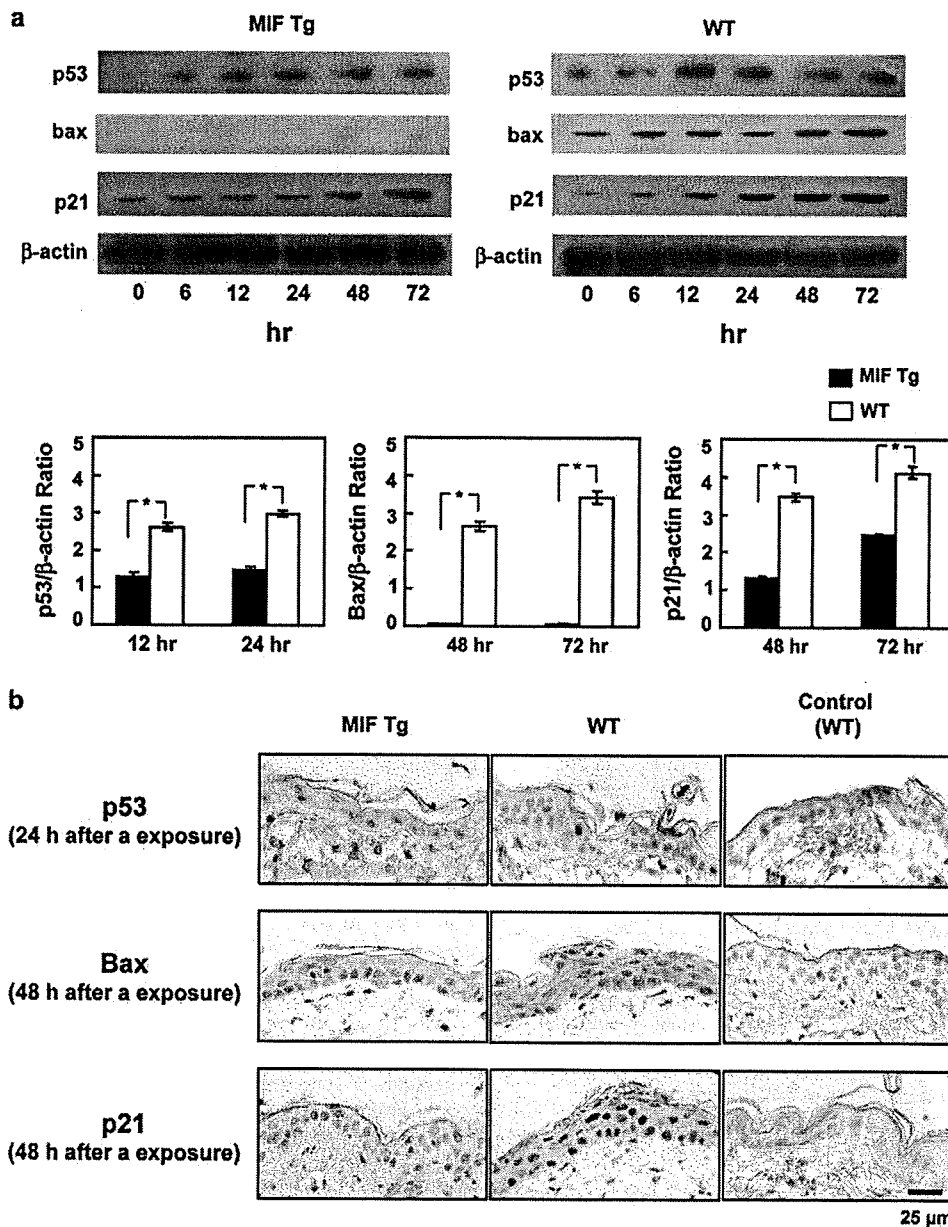 a
MIF Tg
WT
p53
bax
p21
β-actin
0 6 12 24 48 72
hr
p53
bax
p21
β-actin
0 6 12 24 48 72
hr
MIF Tg
WT
p53/β-actin Ratio
5
4
3
2
1
0
*
*
12 hr 24 hr
Bax/β-actin Ratio
5
4
3
2
1
0
*
*
48 hr 72 hr
p21/β-actin Ratio
5
4
3
2
1
0
*
*
48 hr 72 hr
b
MIF Tg
WT
Control
(WT)
p53
(24 h after a exposure)
Bax
(48 h after a exposure)
p21
(48 h after a exposure)
25 µm